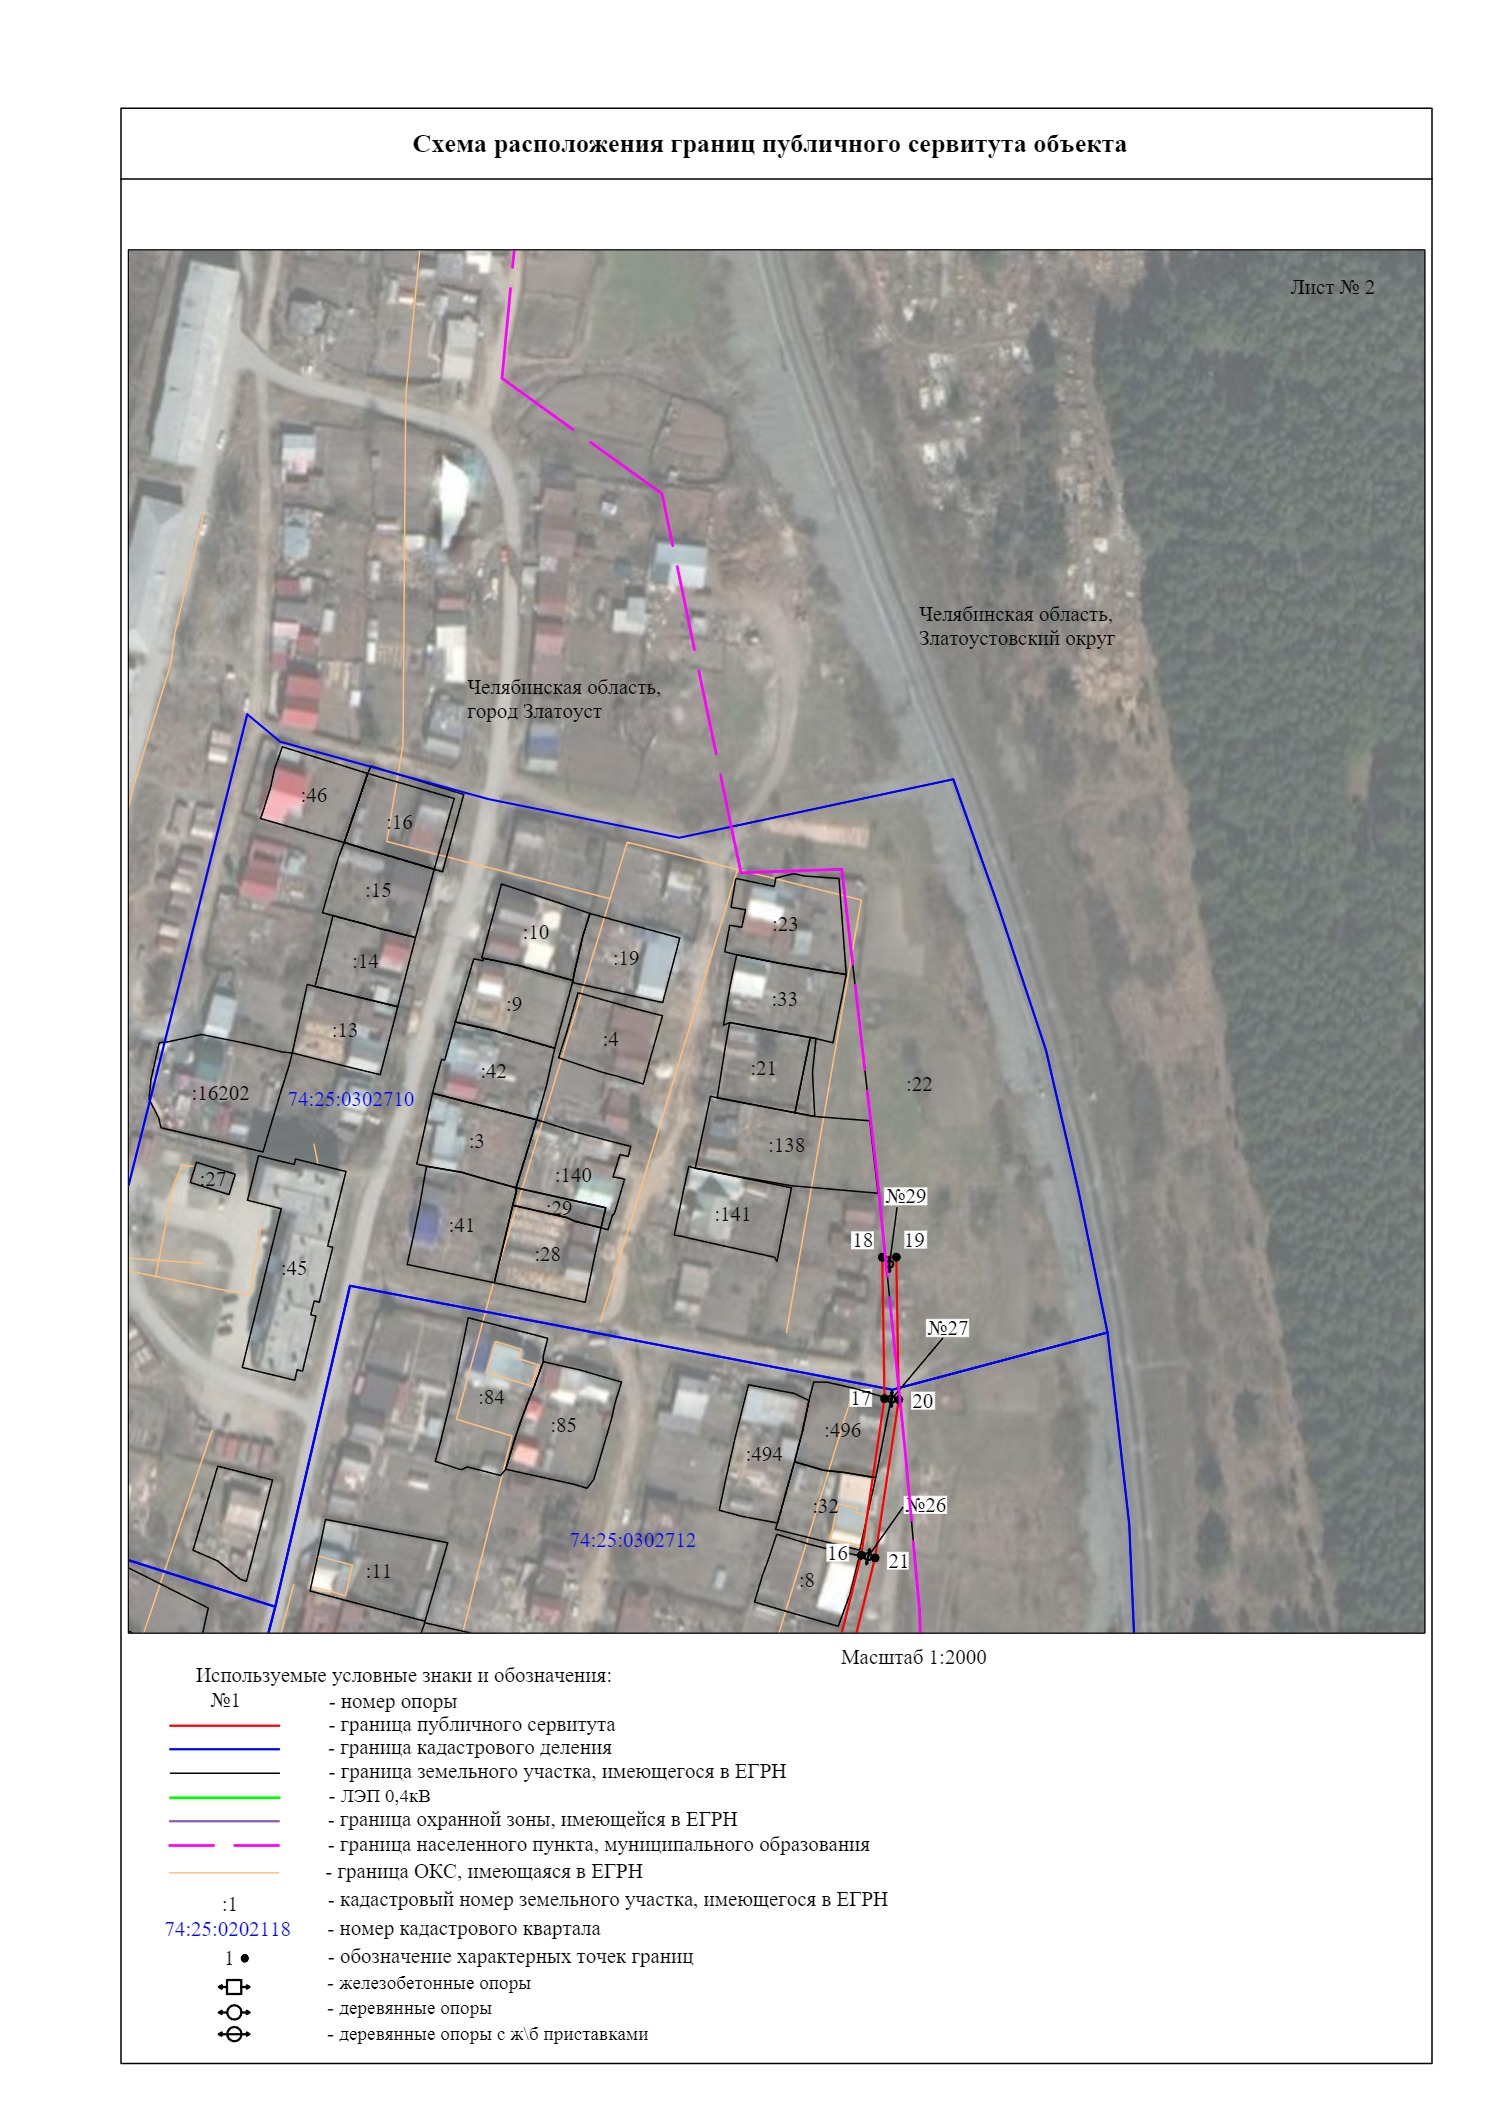 Схема расположения границ публичного сервитута объекта
Лист № 2
Челябинская область,
Златоустовский округ
Челябинская область,
город Златоуст
:46
:16
:15
:14
:13
:16202
74:25:0302710
:10
:19
:9
:4
:42
:3
:140
:29
:41
:28
:27
:45
:23
:33
:21
:22
:138
:141
№29
18
19
№27
17
20
:84
:85
:496
:494
:32
№26
74:25:0302712
16
21
:11
:8
Масштаб 1:2000
Используемые условные знаки и обозначения:
№1 - номер опоры
- граница публичного сервитута
- граница кадастрового деления
- граница земельного участка, имеющегося в ЕГРН
- ЛЭП 0,4кВ
- граница охранной зоны, имеющейся в ЕГРН
- граница населенного пункта, муниципального образования
- граница ОКС, имеющаяся в ЕГРН
:1 - кадастровый номер земельного участка, имеющегося в ЕГРН
74:25:0202118 - номер кадастрового квартала
1 - обозначение характерных точек границ
- железобетонные опоры
- деревянные опоры
- деревянные опоры с ж\б приставками